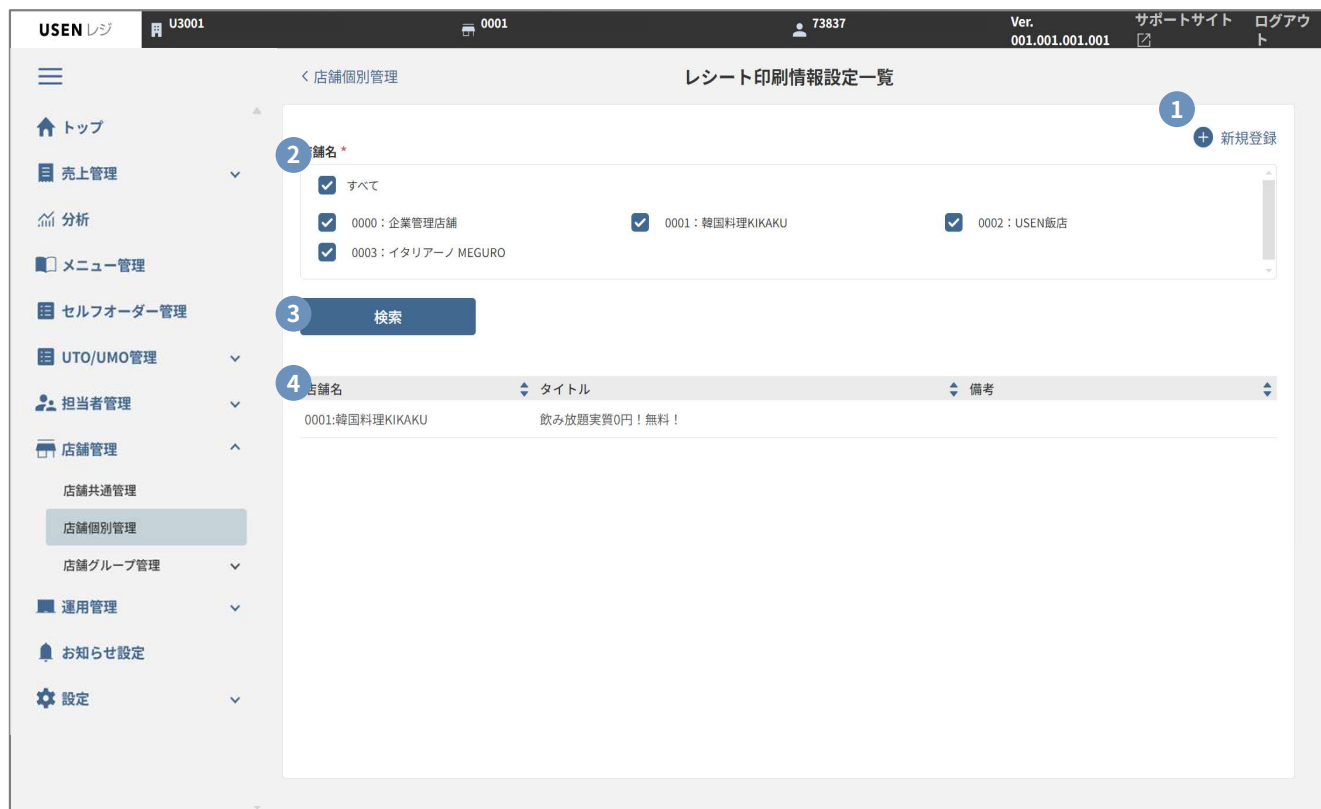 USEN レジ
U3001
0001
73837
Ver.
001.001.001.001
サポートサイト
ログアウ
ト
店舗個別管理
レシート印刷情報設定一覧
トップ
売上管理
分析
メニュー管理
セルフオーダー管理
UTO/UMO管理
担当者管理
店舗管理
店舗共通管理
店舗個別管理
店舗グループ管理
運用管理
お知らせ設定
設定
1
新規登録
2
舗名 *
すべて
0000：企業管理店舗
0001：韓国料理KIKAKU
0002：USEN飯店
0003：イタリアーノ MEGURO
3
検索
4
店舗名
タイトル
備考
0001:韓国料理KIKAKU
飲み放題実質0円！無料！